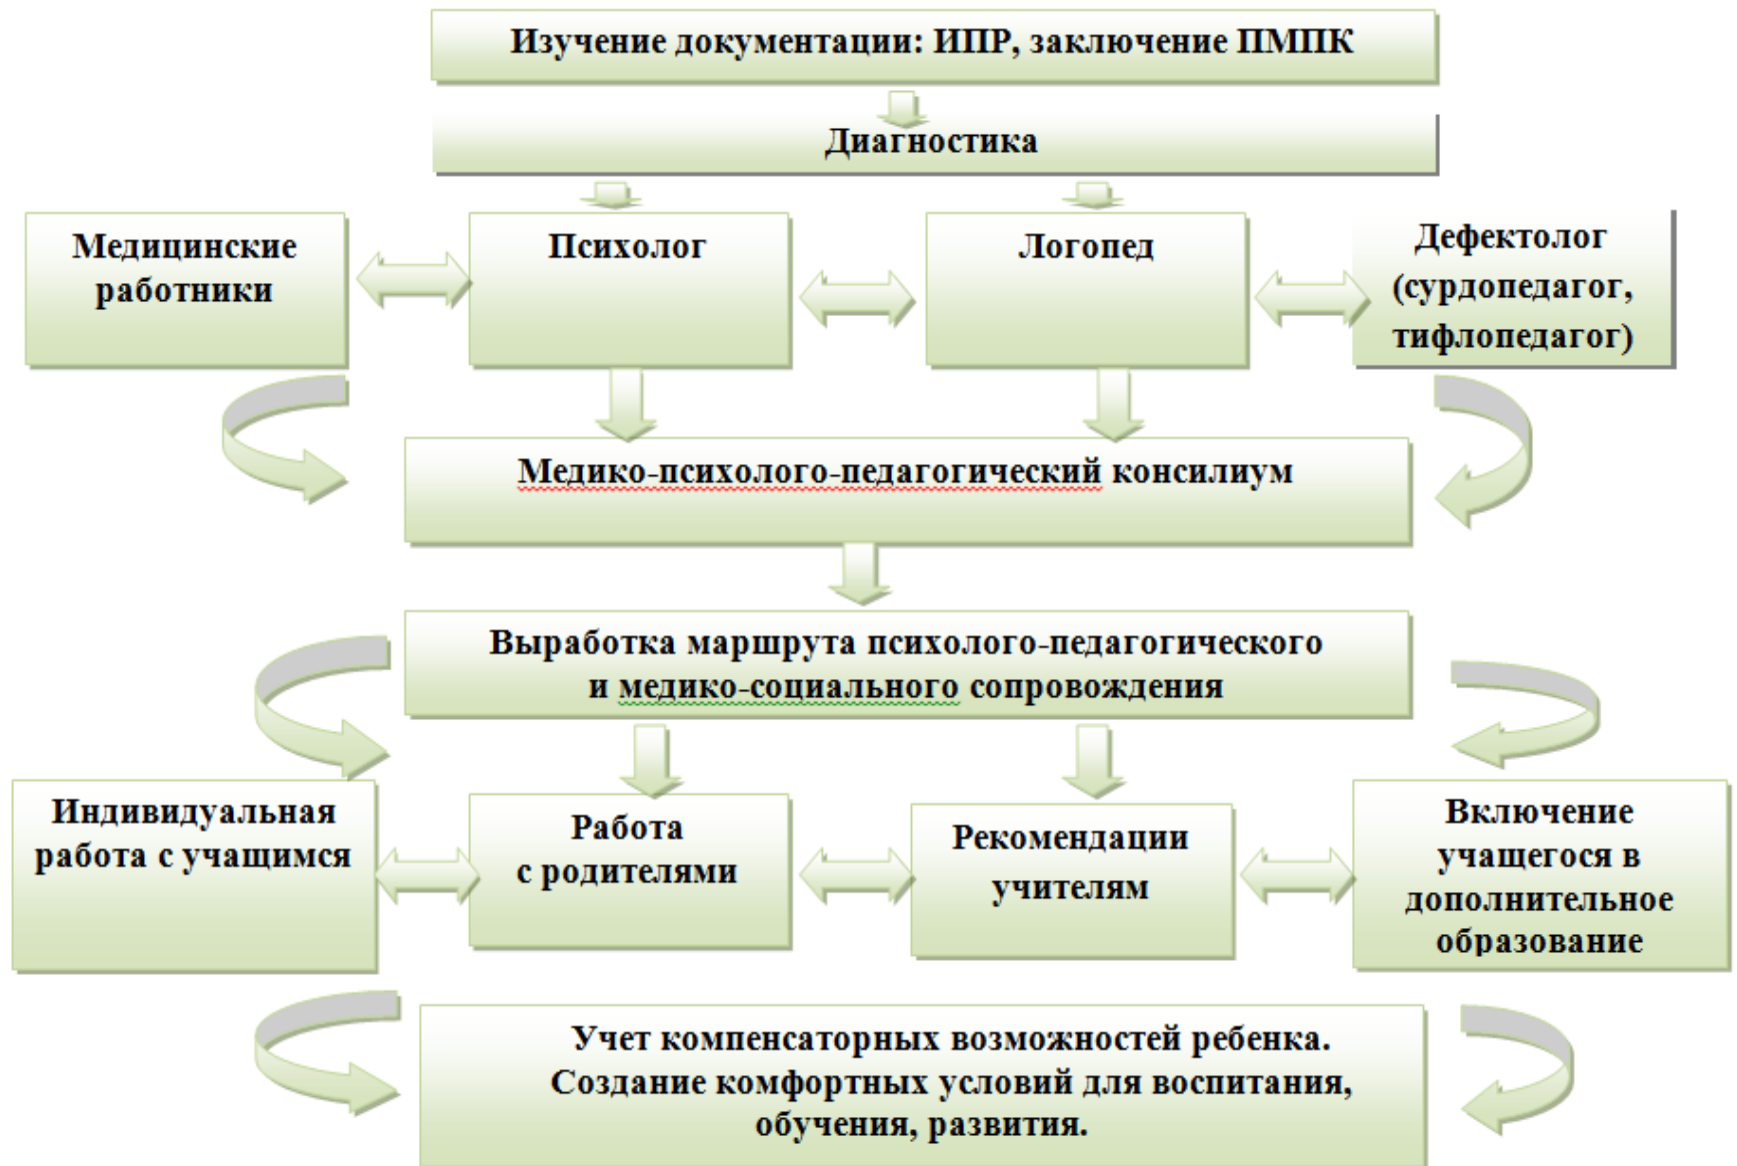 Изучение документации: ИПР, заключение ПМПК
Диагностика
Медицинские
работники
Психолог
Логопед
Дефектолог
(сурдопедагог,
тифлопедагог)
Медико-психолого-педагогический консилиум
Выработка маршрута психолого-педагогического
и медико-социального сопровождения
Индивидуальная
работа с учащимся
Работа
с родителями
Рекомендации
учителям
Включение
учащегося в
дополнительное
образование
Учет компенсаторных возможностей ребенка.
Создание комфортных условий для воспитания,
обучения, развития.